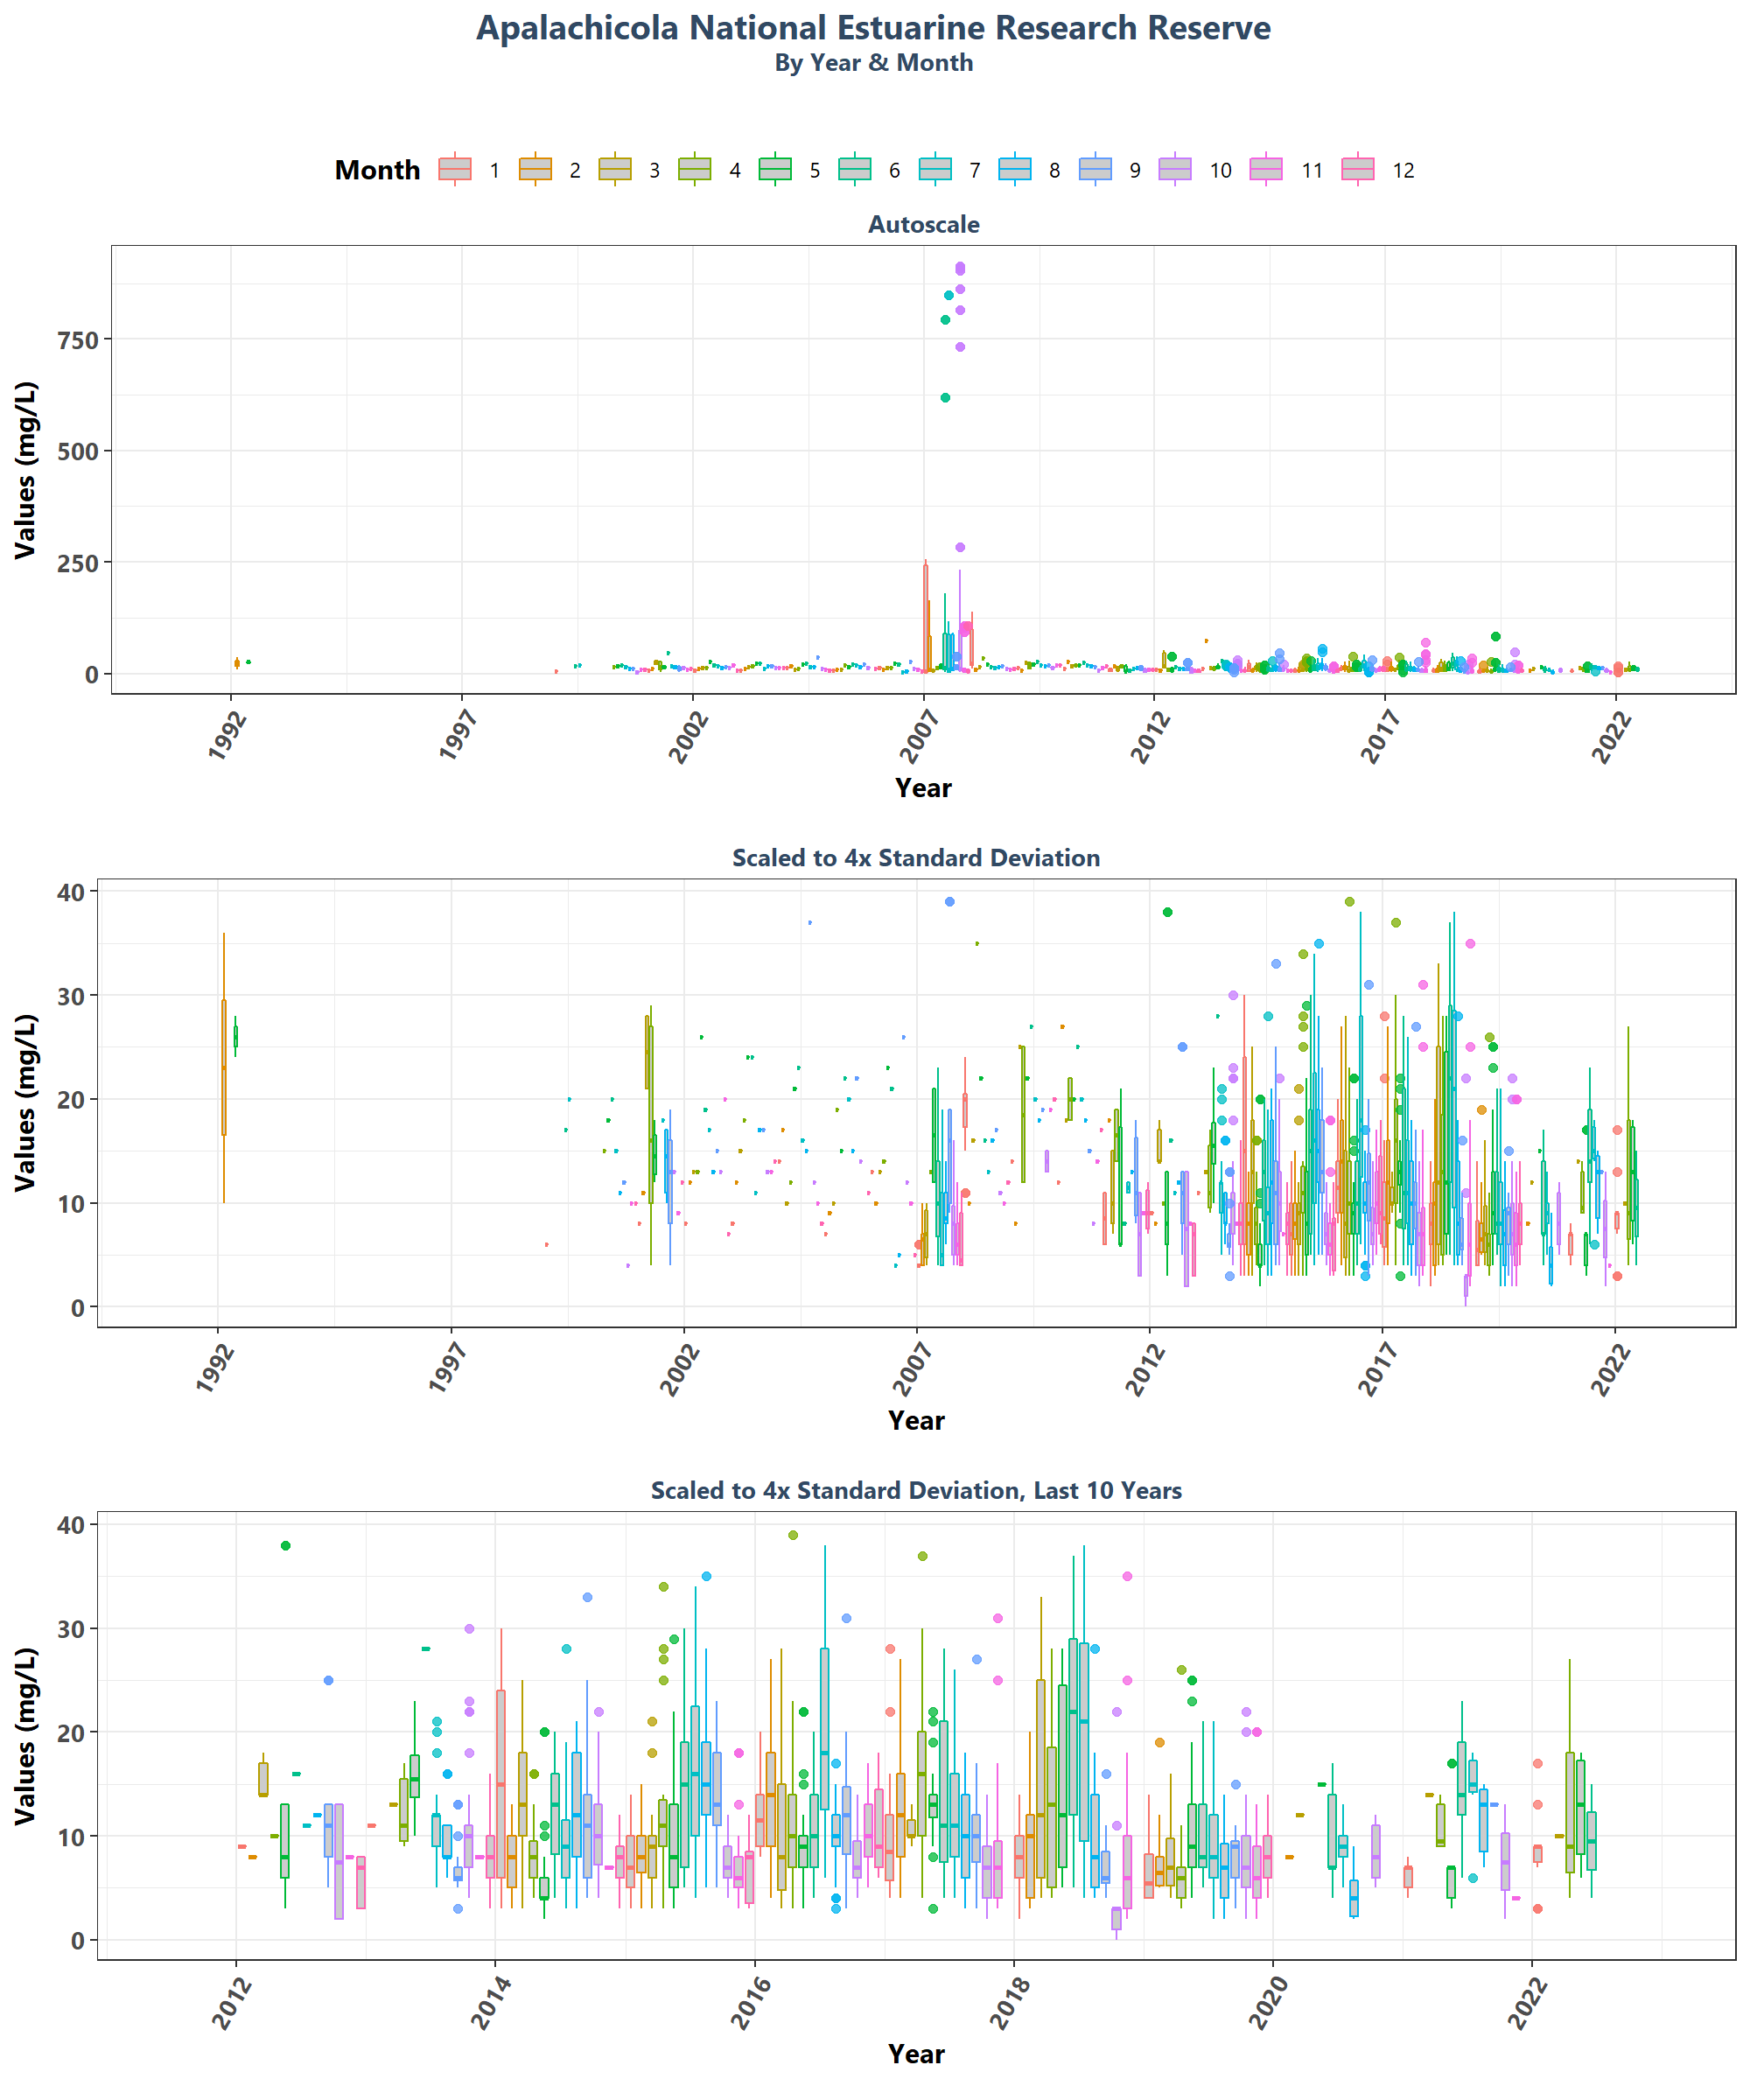 Apalachicola National Estuarine Research Reserve
By Year & Month
Month 1 2 3 4 5 6 7 8 9 10 11 12
Autoscale
Values (mg/L)
750
500
250
0
1992 1997 2002 2007 2012 2017 2022
Year
Scaled to 4x Standard Deviation
Values (mg/L)
40
30
20
10
0
1992 1997 2002 2007 2012 2017 2022
Year
Scaled to 4x Standard Deviation, Last 10 Years
Values (mg/L)
40
30
20
10
0
2012 2014 2016 2018 2020 2022
Year